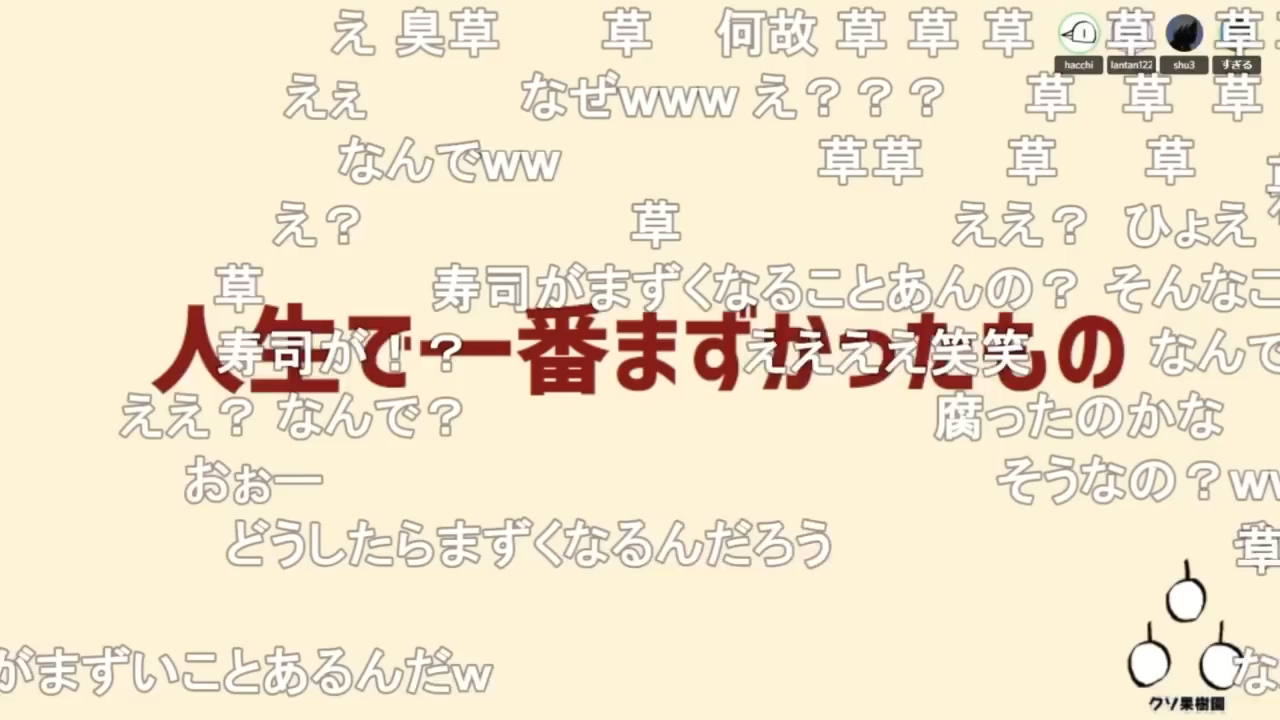 え 臭草 草 何故 草 草 草 草 草
hacchi lantan122 shu3 すぎる
ええ なぜwww え？？？ 草 草 草
なんでww 草草 草 草
え？ 草 ええ？ ひょえ
草 寿司がまずくなることあんの？ そんなこ
人生で一番まずかったもの
寿司が！？ ええええ笑笑 なんで
ええ？ なんで？ 腐ったのかな
おぉー そうなの？ww
どうしたらまずくなるんだろう 草
がまずいことあるんだw な
クソ果樹園